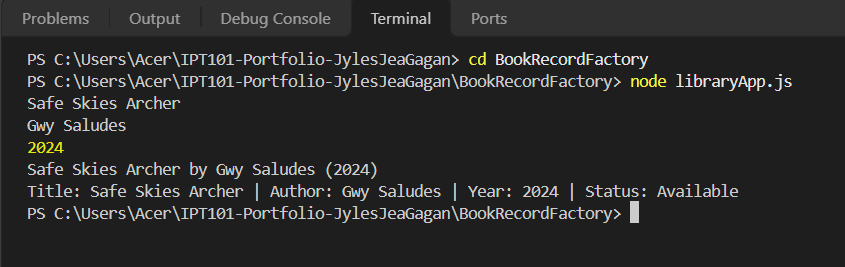 Problems Output Debug Console Terminal Ports
PS C:\Users\Acer\IPT101-Portfolio-JylesJeaGagan> cd BookRecordFactory
PS C:\Users\Acer\IPT101-Portfolio-JylesJeaGagan\BookRecordFactory> node libraryApp.js
Safe Skies Archer
Gwy Saludes
2024
Safe Skies Archer by Gwy Saludes (2024)
Title: Safe Skies Archer | Author: Gwy Saludes | Year: 2024 | Status: Available
PS C:\Users\Acer\IPT101-Portfolio-JylesJeaGagan\BookRecordFactory>